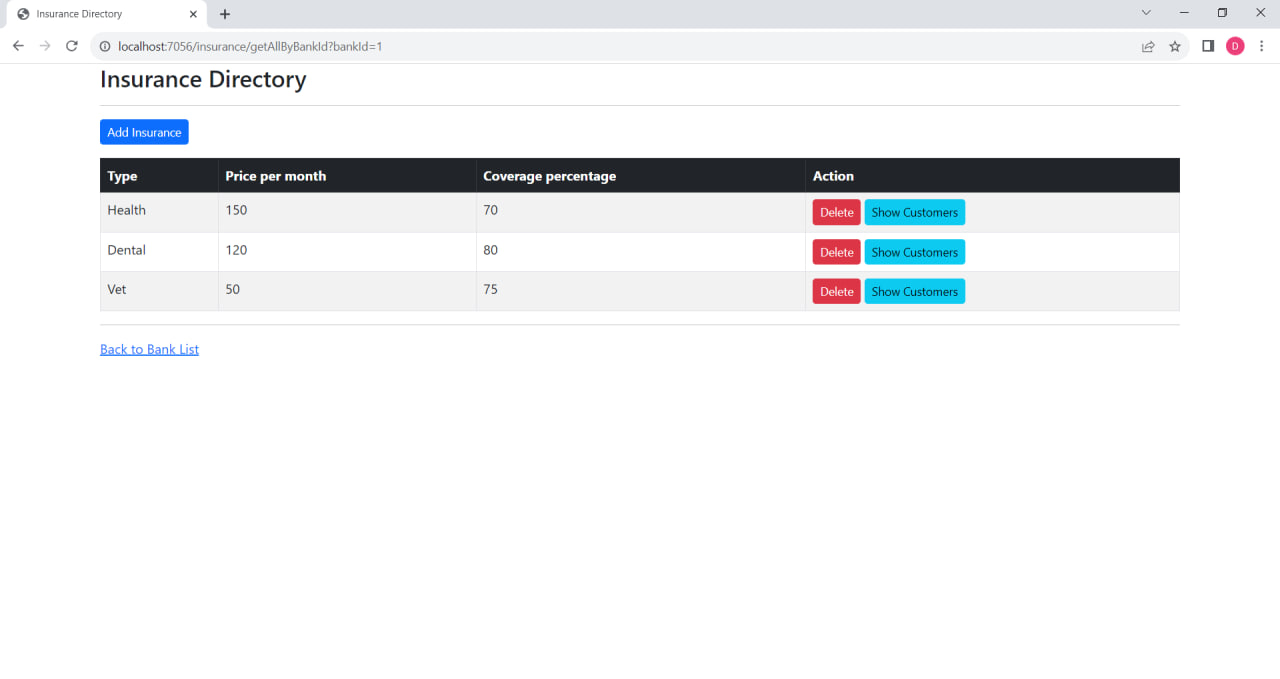 Insurance Directory
localhost:7056/insurance/getAllByBankId?bankId=1
D
Insurance Directory
Add Insurance
Type Price per month Coverage percentage Action
Health 150 70 Delete Show Customers
Dental 120 80 Delete Show Customers
Vet 50 75 Delete Show Customers
Back to Bank List